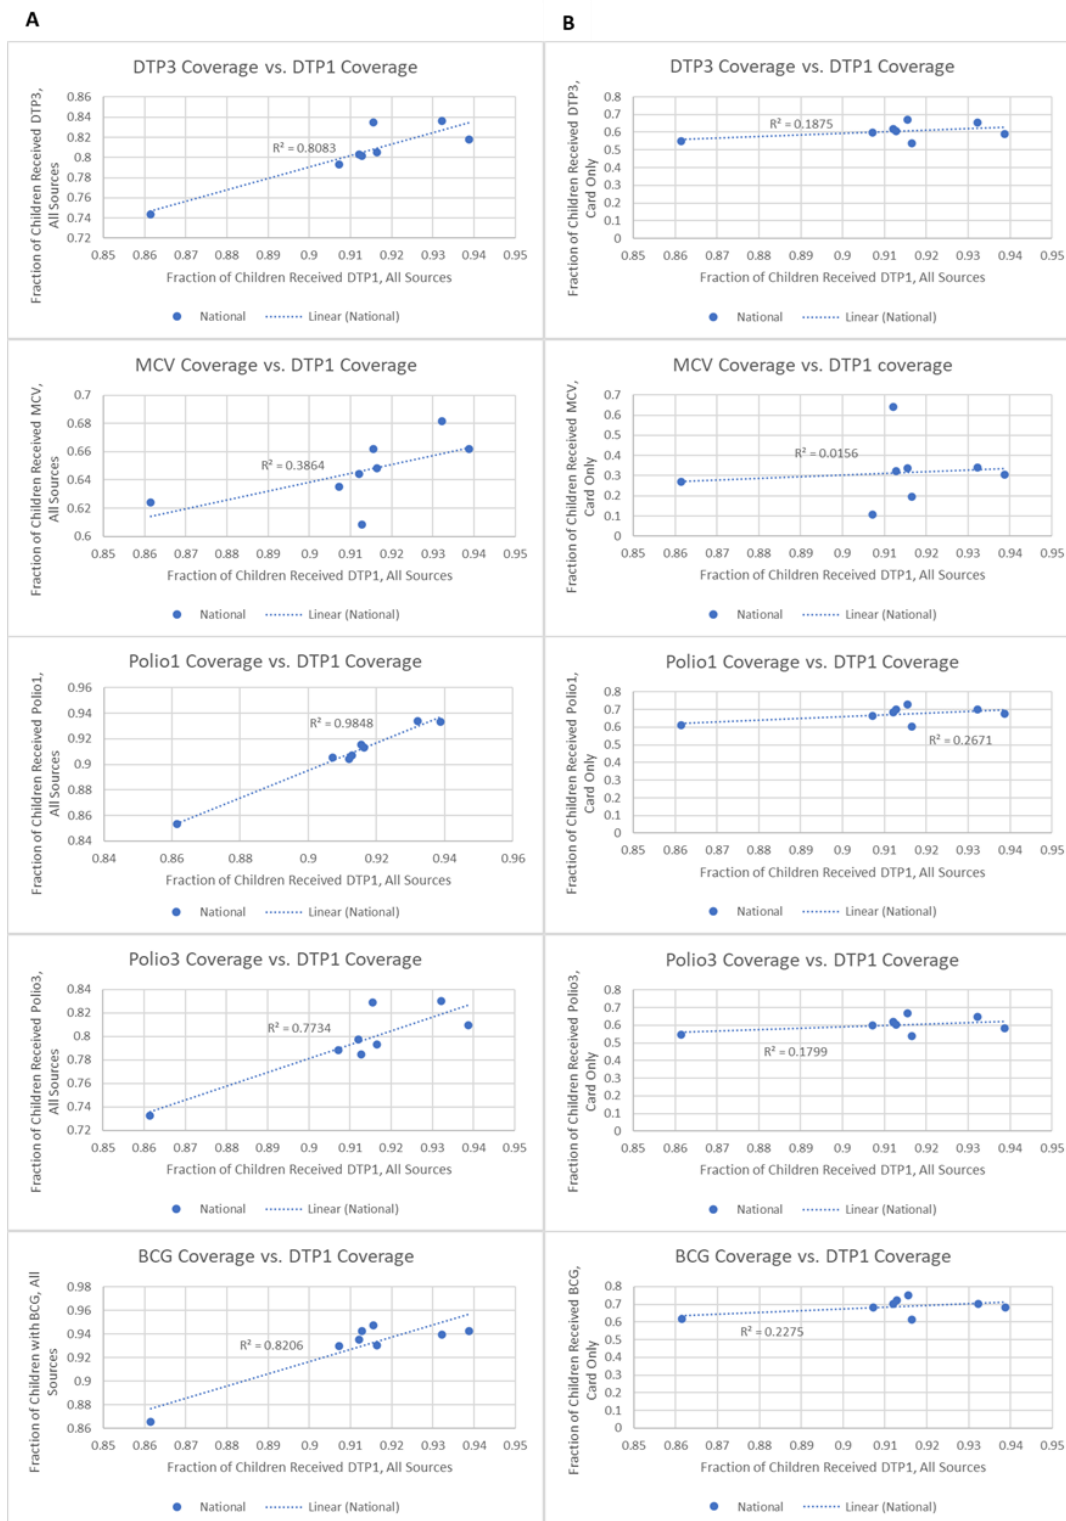 A
B
DTP3 Coverage vs. DTP1 Coverage
Fraction of Children Received DTP3,
All Sources
0.86
0.84
0.82
0.8
0.78
0.76
0.74
0.72
R² = 0.8083
0.85 0.86 0.87 0.88 0.89 0.9 0.91 0.92 0.93 0.94 0.95
Fraction of Children Received DTP1, All Sources
National Linear (National)
DTP3 Coverage vs. DTP1 Coverage
Fraction of Children Received DTP3,
Card Only
0.8
0.7
0.6
0.5
0.4
0.3
0.2
0.1
0
R² = 0.1875
0.85 0.86 0.87 0.88 0.89 0.9 0.91 0.92 0.93 0.94 0.95
Fraction of Children Received DTP1, All Sources
National Linear (National)
MCV Coverage vs. DTP1 Coverage
Fraction of Children Received MCV,
All Sources
0.7
0.68
0.66
0.64
0.62
0.6
R² = 0.3864
0.85 0.86 0.87 0.88 0.89 0.9 0.91 0.92 0.93 0.94 0.95
Fraction of Children Received DTP1, All Sources
National Linear (National)
MCV Coverage vs. DTP1 coverage
Fraction of Children Received MCV,
Card Only
0.7
0.6
0.5
0.4
0.3
0.2
0.1
0
R² = 0.0156
0.85 0.86 0.87 0.88 0.89 0.9 0.91 0.92 0.93 0.94 0.95
Fraction of Children Received DTP1, All Sources
National Linear (National)
Polio1 Coverage vs. DTP1 Coverage
Fraction of Children Received Polio1,
All Sources
0.96
0.94
0.92
0.9
0.88
0.86
0.84
R² = 0.9848
0.84 0.86 0.88 0.9 0.92 0.94 0.96
Fraction of Children Received DTP1, All Sources
National Linear (National)
Polio1 Coverage vs. DTP1 Coverage
Fraction of Children Received Polio1,
Card Only
0.8
0.7
0.6
0.5
0.4
0.3
0.2
0.1
0
R² = 0.2671
0.85 0.86 0.87 0.88 0.89 0.9 0.91 0.92 0.93 0.94 0.95
Fraction of Children Received DTP1, All Sources
National Linear (National)
Polio3 Coverage vs. DTP1 Coverage
Fraction of Children Received Polio3,
All Sources
0.84
0.82
0.8
0.78
0.76
0.74
0.72
R² = 0.7734
0.85 0.86 0.87 0.88 0.89 0.9 0.91 0.92 0.93 0.94 0.95
Fraction of Children Received DTP1, All Sources
National Linear (National)
Polio3 Coverage vs. DTP1 Coverage
Fraction of Children Received Polio3,
Card Only
0.8
0.7
0.6
0.5
0.4
0.3
0.2
0.1
0
R² = 0.1799
0.85 0.86 0.87 0.88 0.89 0.9 0.91 0.92 0.93 0.94 0.95
Fraction of Children Received DTP1, All Sources
National Linear (National)
BCG Coverage vs. DTP1 Coverage
Fraction of Children with BCG, All
Sources
0.98
0.96
0.94
0.92
0.9
0.88
0.86
R² = 0.8206
0.85 0.86 0.87 0.88 0.89 0.9 0.91 0.92 0.93 0.94 0.95
Fraction of Children Received DTP1, All Sources
National Linear (National)
BCG Coverage vs. DTP1 Coverage
Fraction of Children Received BCG,
Card Only
0.8
0.7
0.6
0.5
0.4
0.3
0.2
0.1
0
R² = 0.2275
0.85 0.86 0.87 0.88 0.89 0.9 0.91 0.92 0.93 0.94 0.95
Fraction of Children Received DTP1, All Sources
National Linear (National)